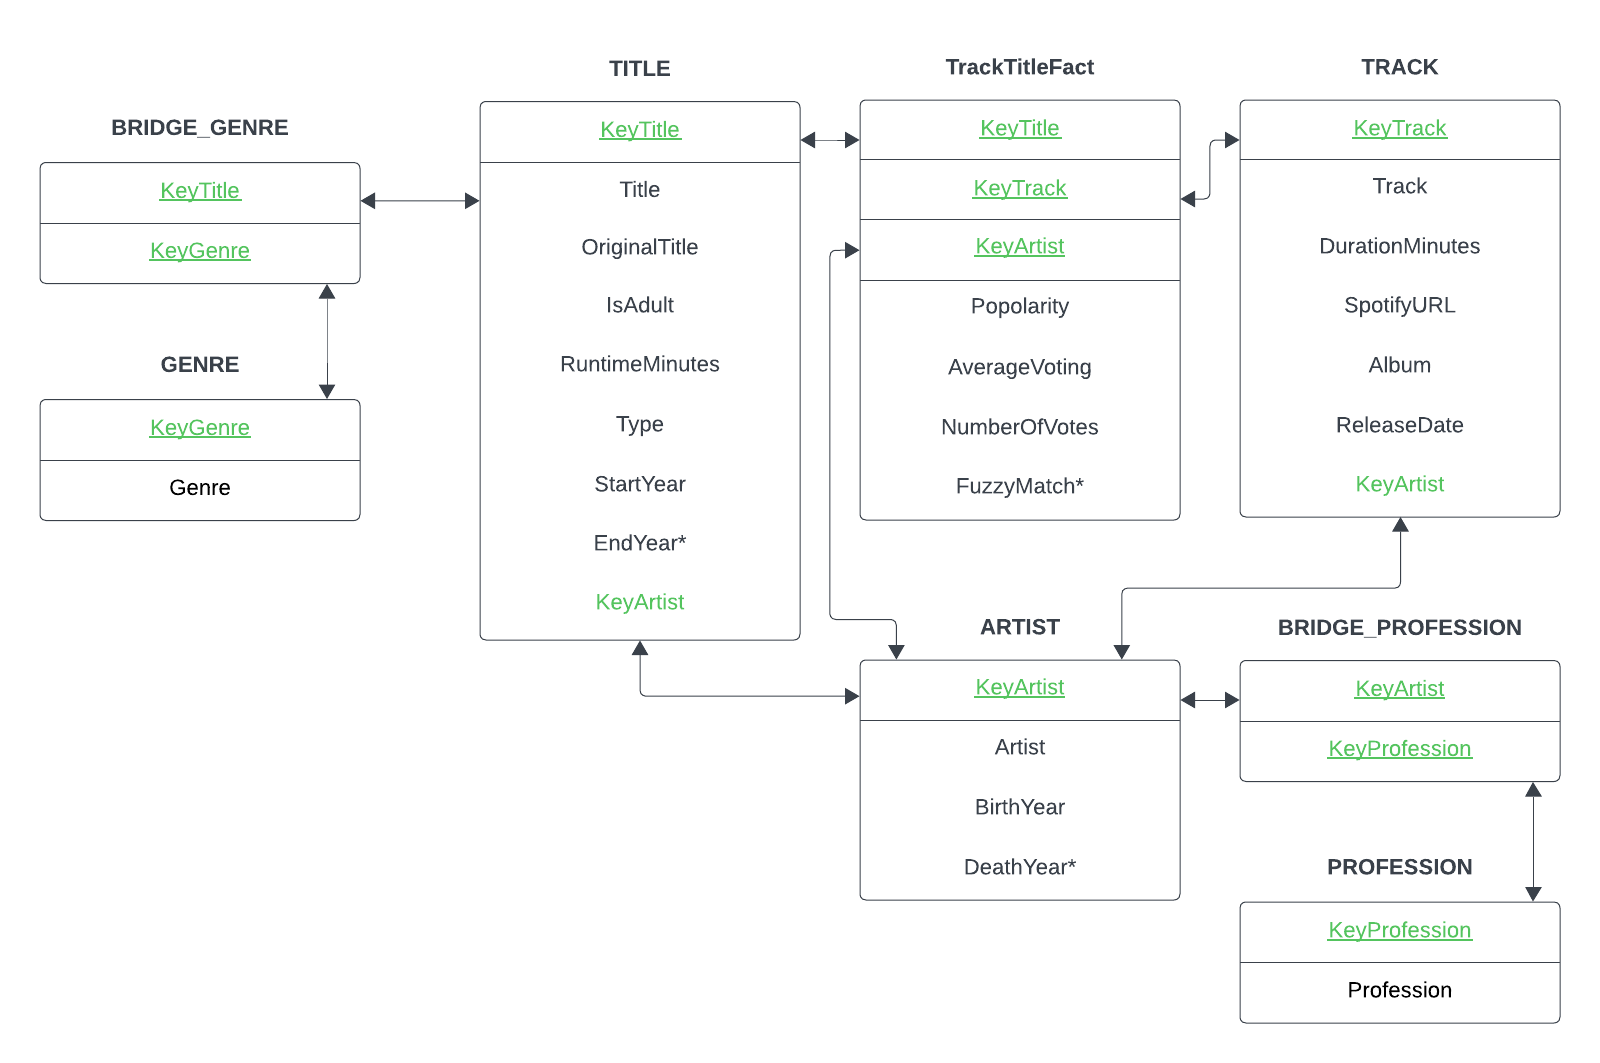 BRIDGE_GENRE
KeyTitle
KeyGenre
GENRE
KeyGenre
Genre
TITLE
KeyTitle
Title
OriginalTitle
IsAdult
RuntimeMinutes
Type
StartYear
EndYear*
KeyArtist
TrackTitleFact
KeyTitle
KeyTrack
KeyArtist
Popolarity
AverageVoting
NumberOfVotes
FuzzyMatch*
TRACK
KeyTrack
Track
DurationMinutes
SpotifyURL
Album
ReleaseDate
KeyArtist
ARTIST
KeyArtist
Artist
BirthYear
DeathYear*
BRIDGE_PROFESSION
KeyArtist
KeyProfession
PROFESSION
KeyProfession
Profession